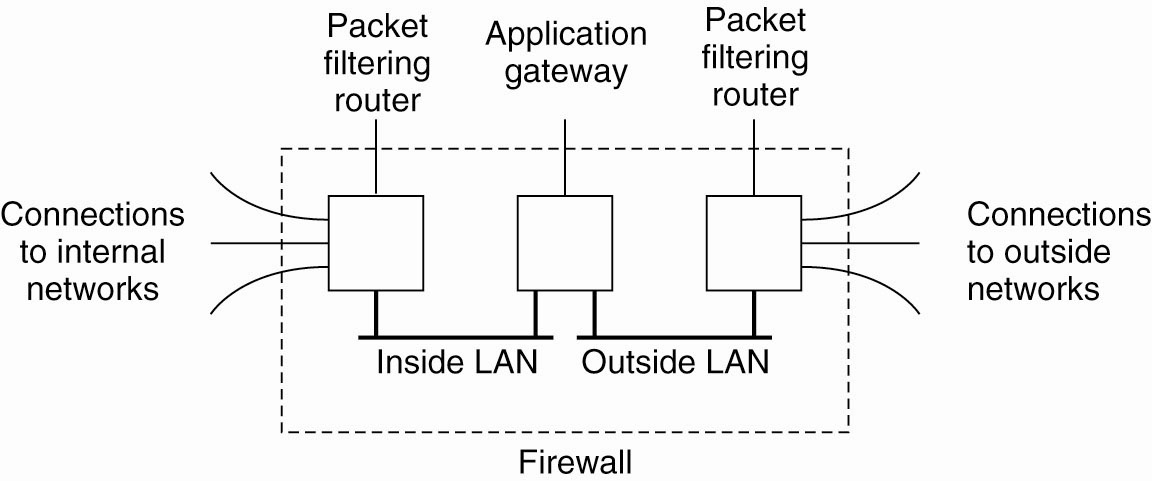 Packet
filtering
router
Application
gateway
Packet
filtering
router
Connections
to internal
networks
Connections
to outside
networks
Inside LAN
Outside LAN
Firewall